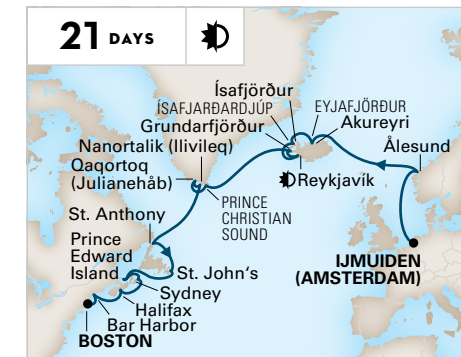 21 DAYS
Ísafjörður
ÍSAFJARÐARDJÚP
EYJAFJÖRÐUR
Grundarfjörður
Akureyri
Nanortalik (Ilivileq)
Ålesund
Qaqortoq
(Julianehåb)
Reykjavík
PRINCE
CHRISTIAN
SOUND
St. Anthony
Prince
Edward
Island
IJMUIDEN
(AMSTERDAM)
St. John's
Sydney
Halifax
Bar Harbor
BOSTON